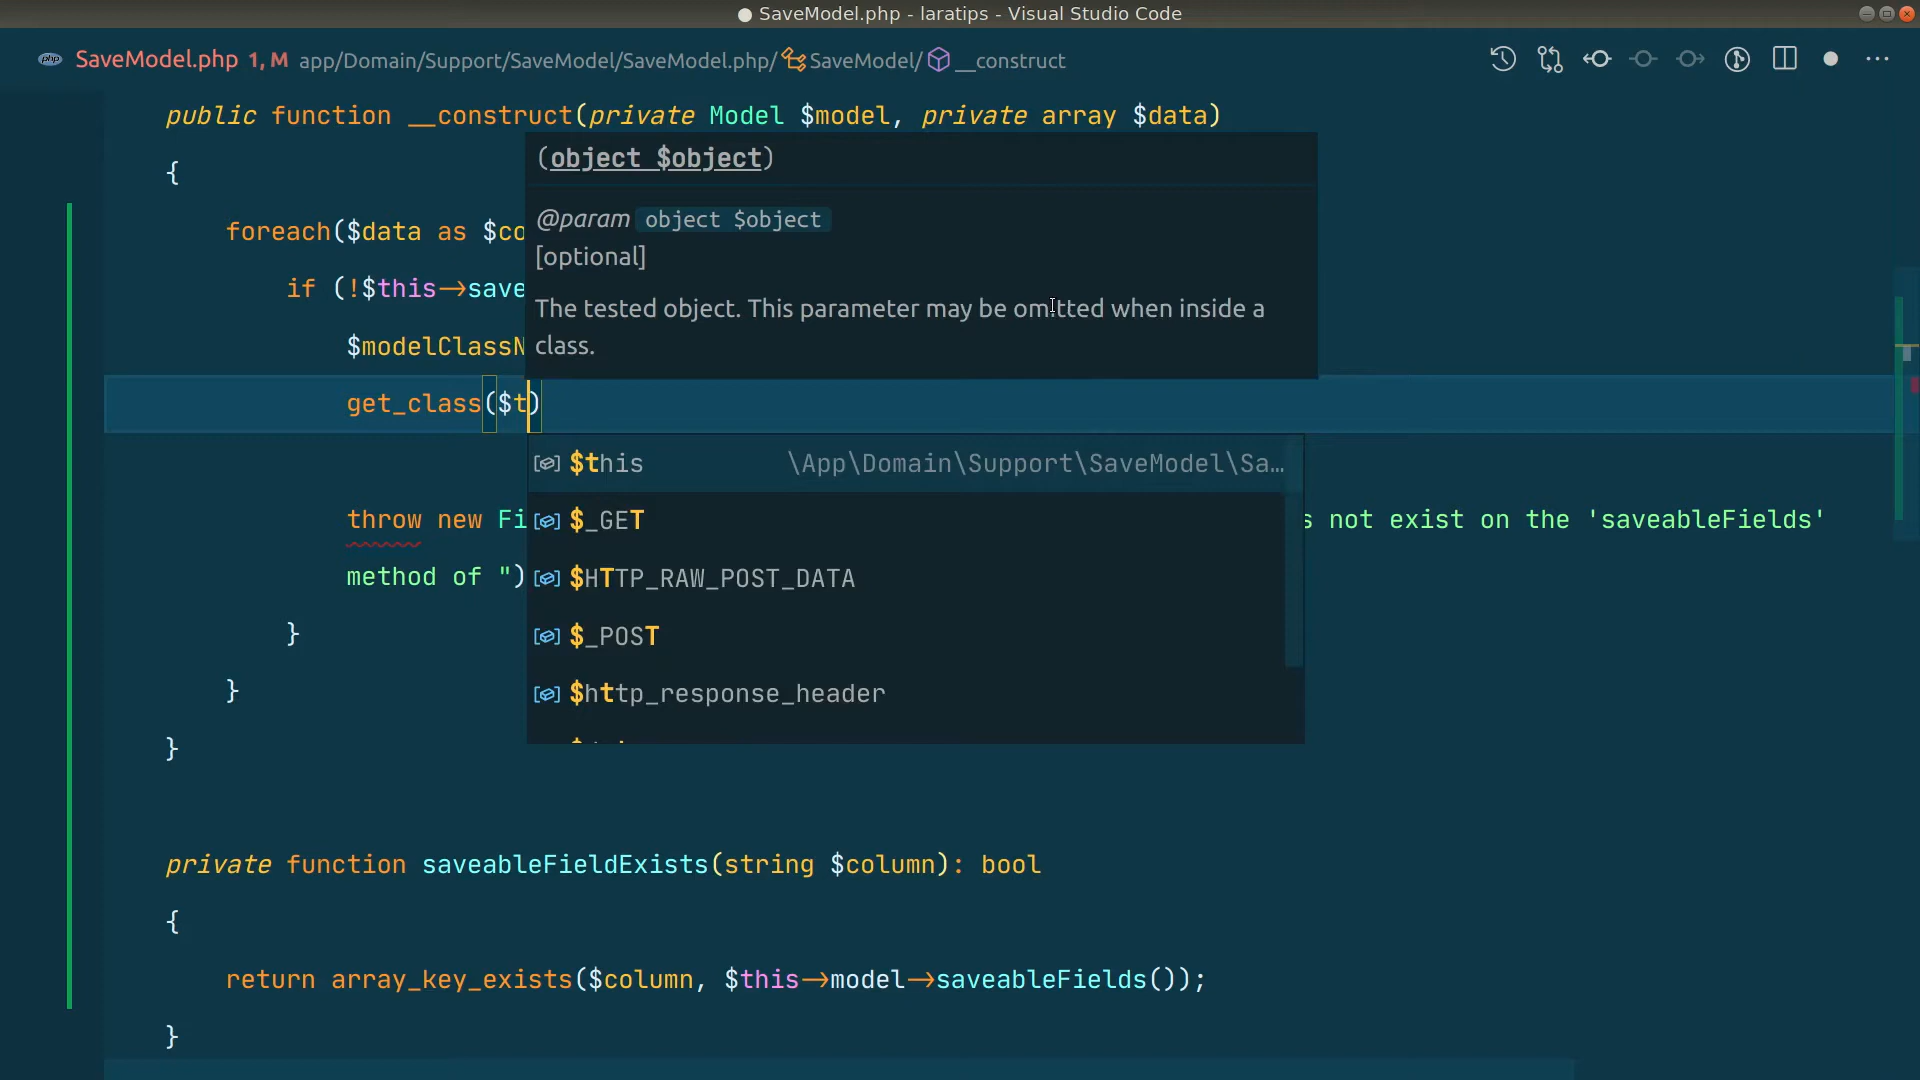 SaveModel.php - laratips - Visual Studio Code
php SaveModel.php 1, M app/Domain/Support/SaveModel/SaveModel.php/ SaveModel/ __construct
public function __construct(private Model $model, private array $data)
{
(object $object)
@param object $object
[optional]
The tested object. This parameter may be omitted when inside a
class.
foreach($data as $co
if (!$this->save
$modelClassN
get_class($t)
$this \App\Domain\Support\SaveModel\Sa…
$_GET
$HTTP_RAW_POST_DATA
$_POST
$http_response_header
throw new Fi s not exist on the 'saveableFields'
method of ")
}
}
}
private function saveableFieldExists(string $column): bool
{
return array_key_exists($column, $this->model->saveableFields());
}